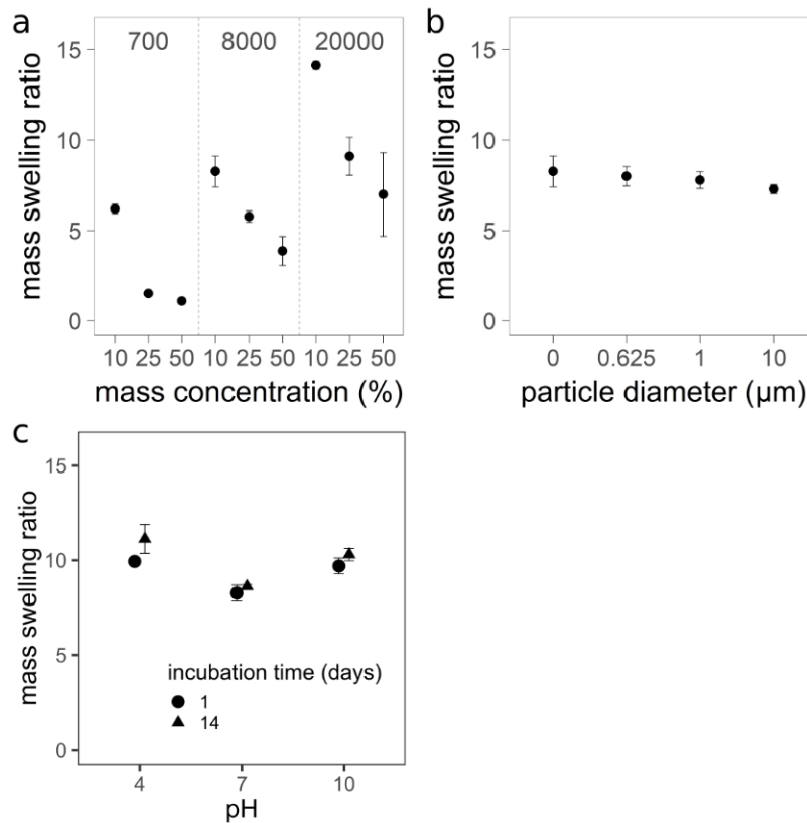 a
700 8000 20000
15
10
5
0
mass swelling ratio
10 25 50 10 25 50 10 25 50
mass concentration (%)
b
15
10
5
0
mass swelling ratio
0 0.625 1 10
particle diameter (µm)
c
15
10
5
0
mass swelling ratio
incubation time (days)
1
14
4 7 10
pH